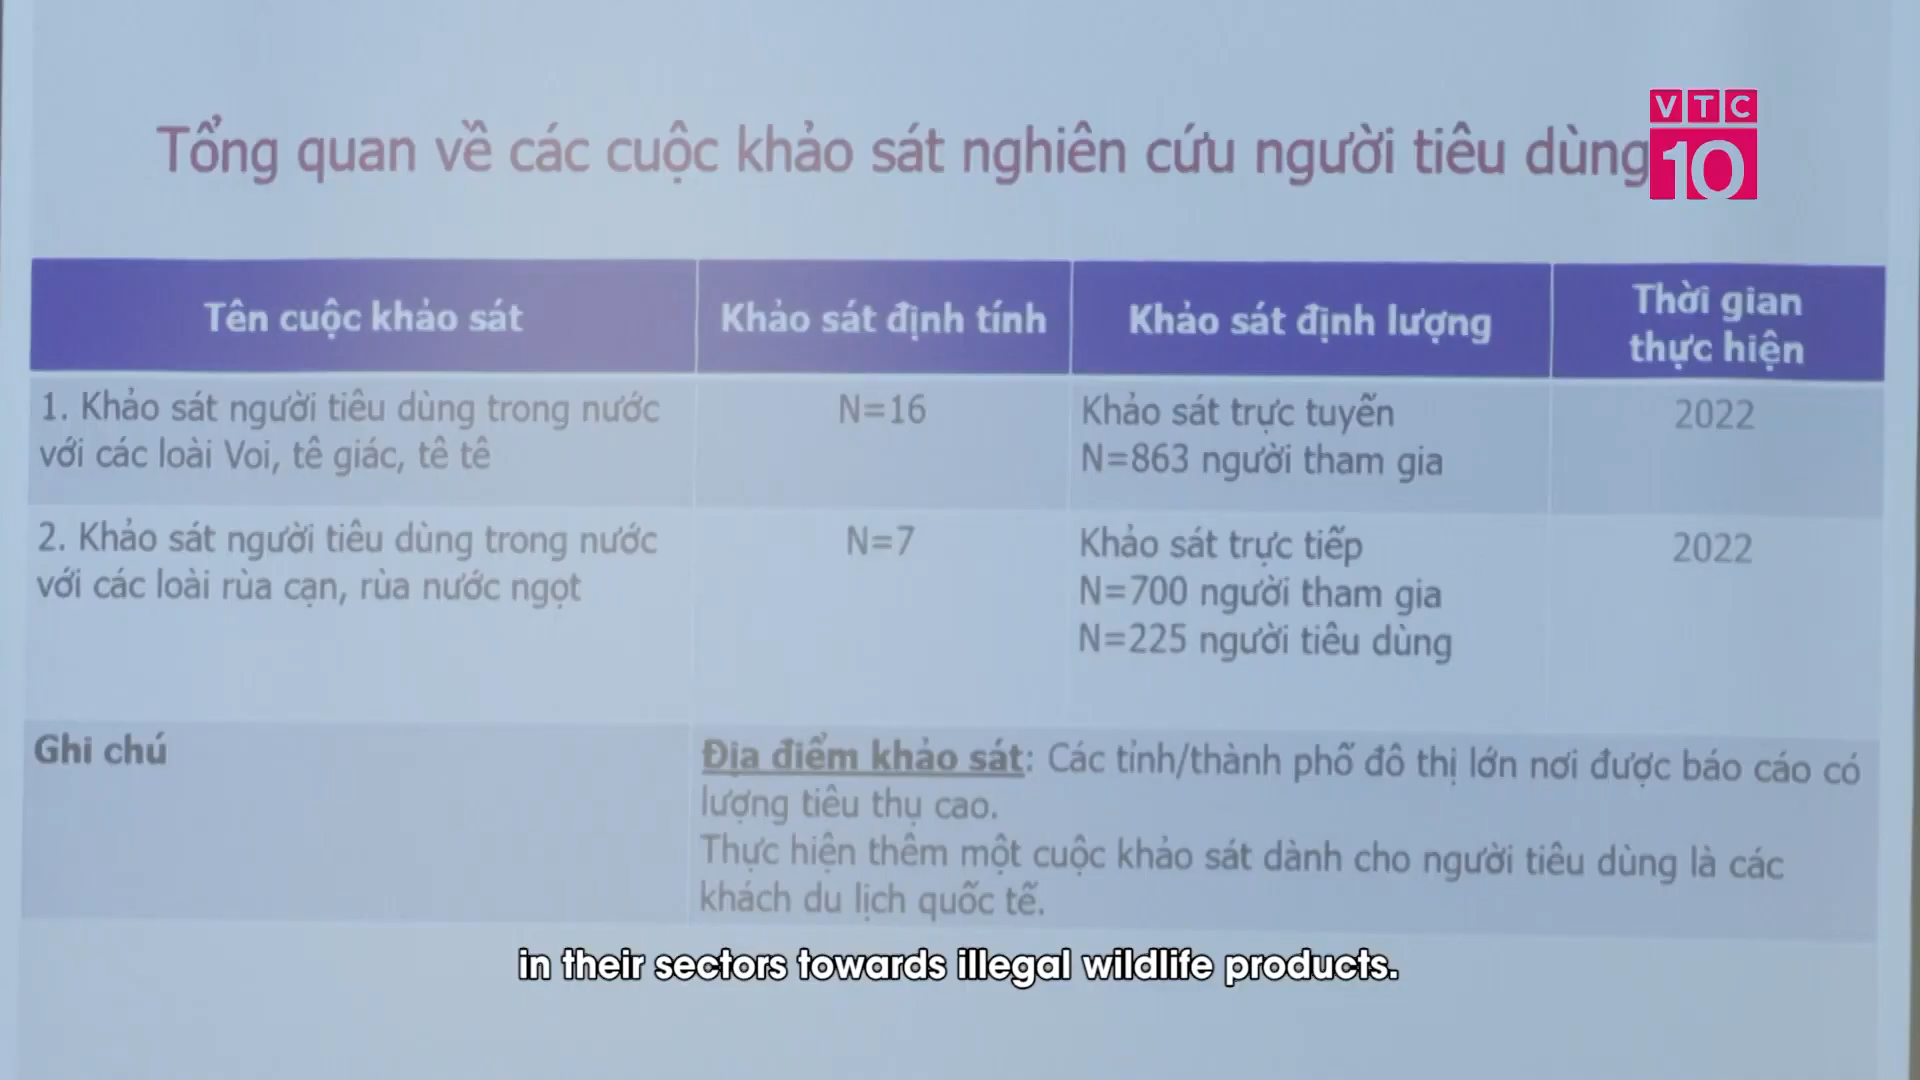 VTC
10
Tổng quan về các cuộc khảo sát nghiên cứu người tiêu dùng
Tên cuộc khảo sát
Khảo sát định tính
Khảo sát định lượng
Thời gian
thực hiện
1. Khảo sát người tiêu dùng trong nước
với các loài Voi, tê giác, tê tê
N=16
Khảo sát trực tuyến
N=863 người tham gia
2022
2. Khảo sát người tiêu dùng trong nước
với các loài rùa cạn, rùa nước ngọt
N=7
Khảo sát trực tiếp
N=700 người tham gia
N=225 người tiêu dùng
2022
Ghi chú
Địa điểm khảo sát: Các tỉnh/thành phố đô thị lớn nơi được báo cáo có
lượng tiêu thụ cao.
Thực hiện thêm một cuộc khảo sát dành cho người tiêu dùng là các
khách du lịch quốc tế.
in their sectors towards illegal wildlife products.